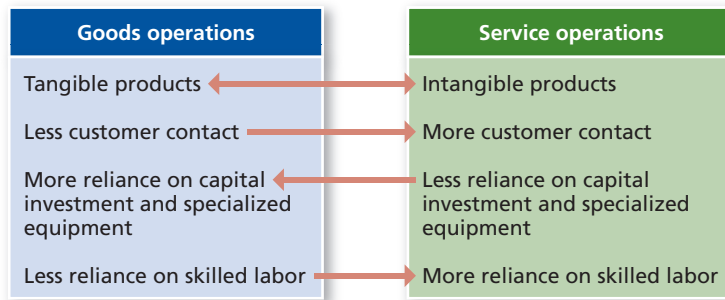 Goods operations
Service operations
Tangible products
Intangible products
Less customer contact
More customer contact
More reliance on capital
investment and specialized
equipment
Less reliance on capital
investment and specialized
equipment
Less reliance on skilled labor
More reliance on skilled labor